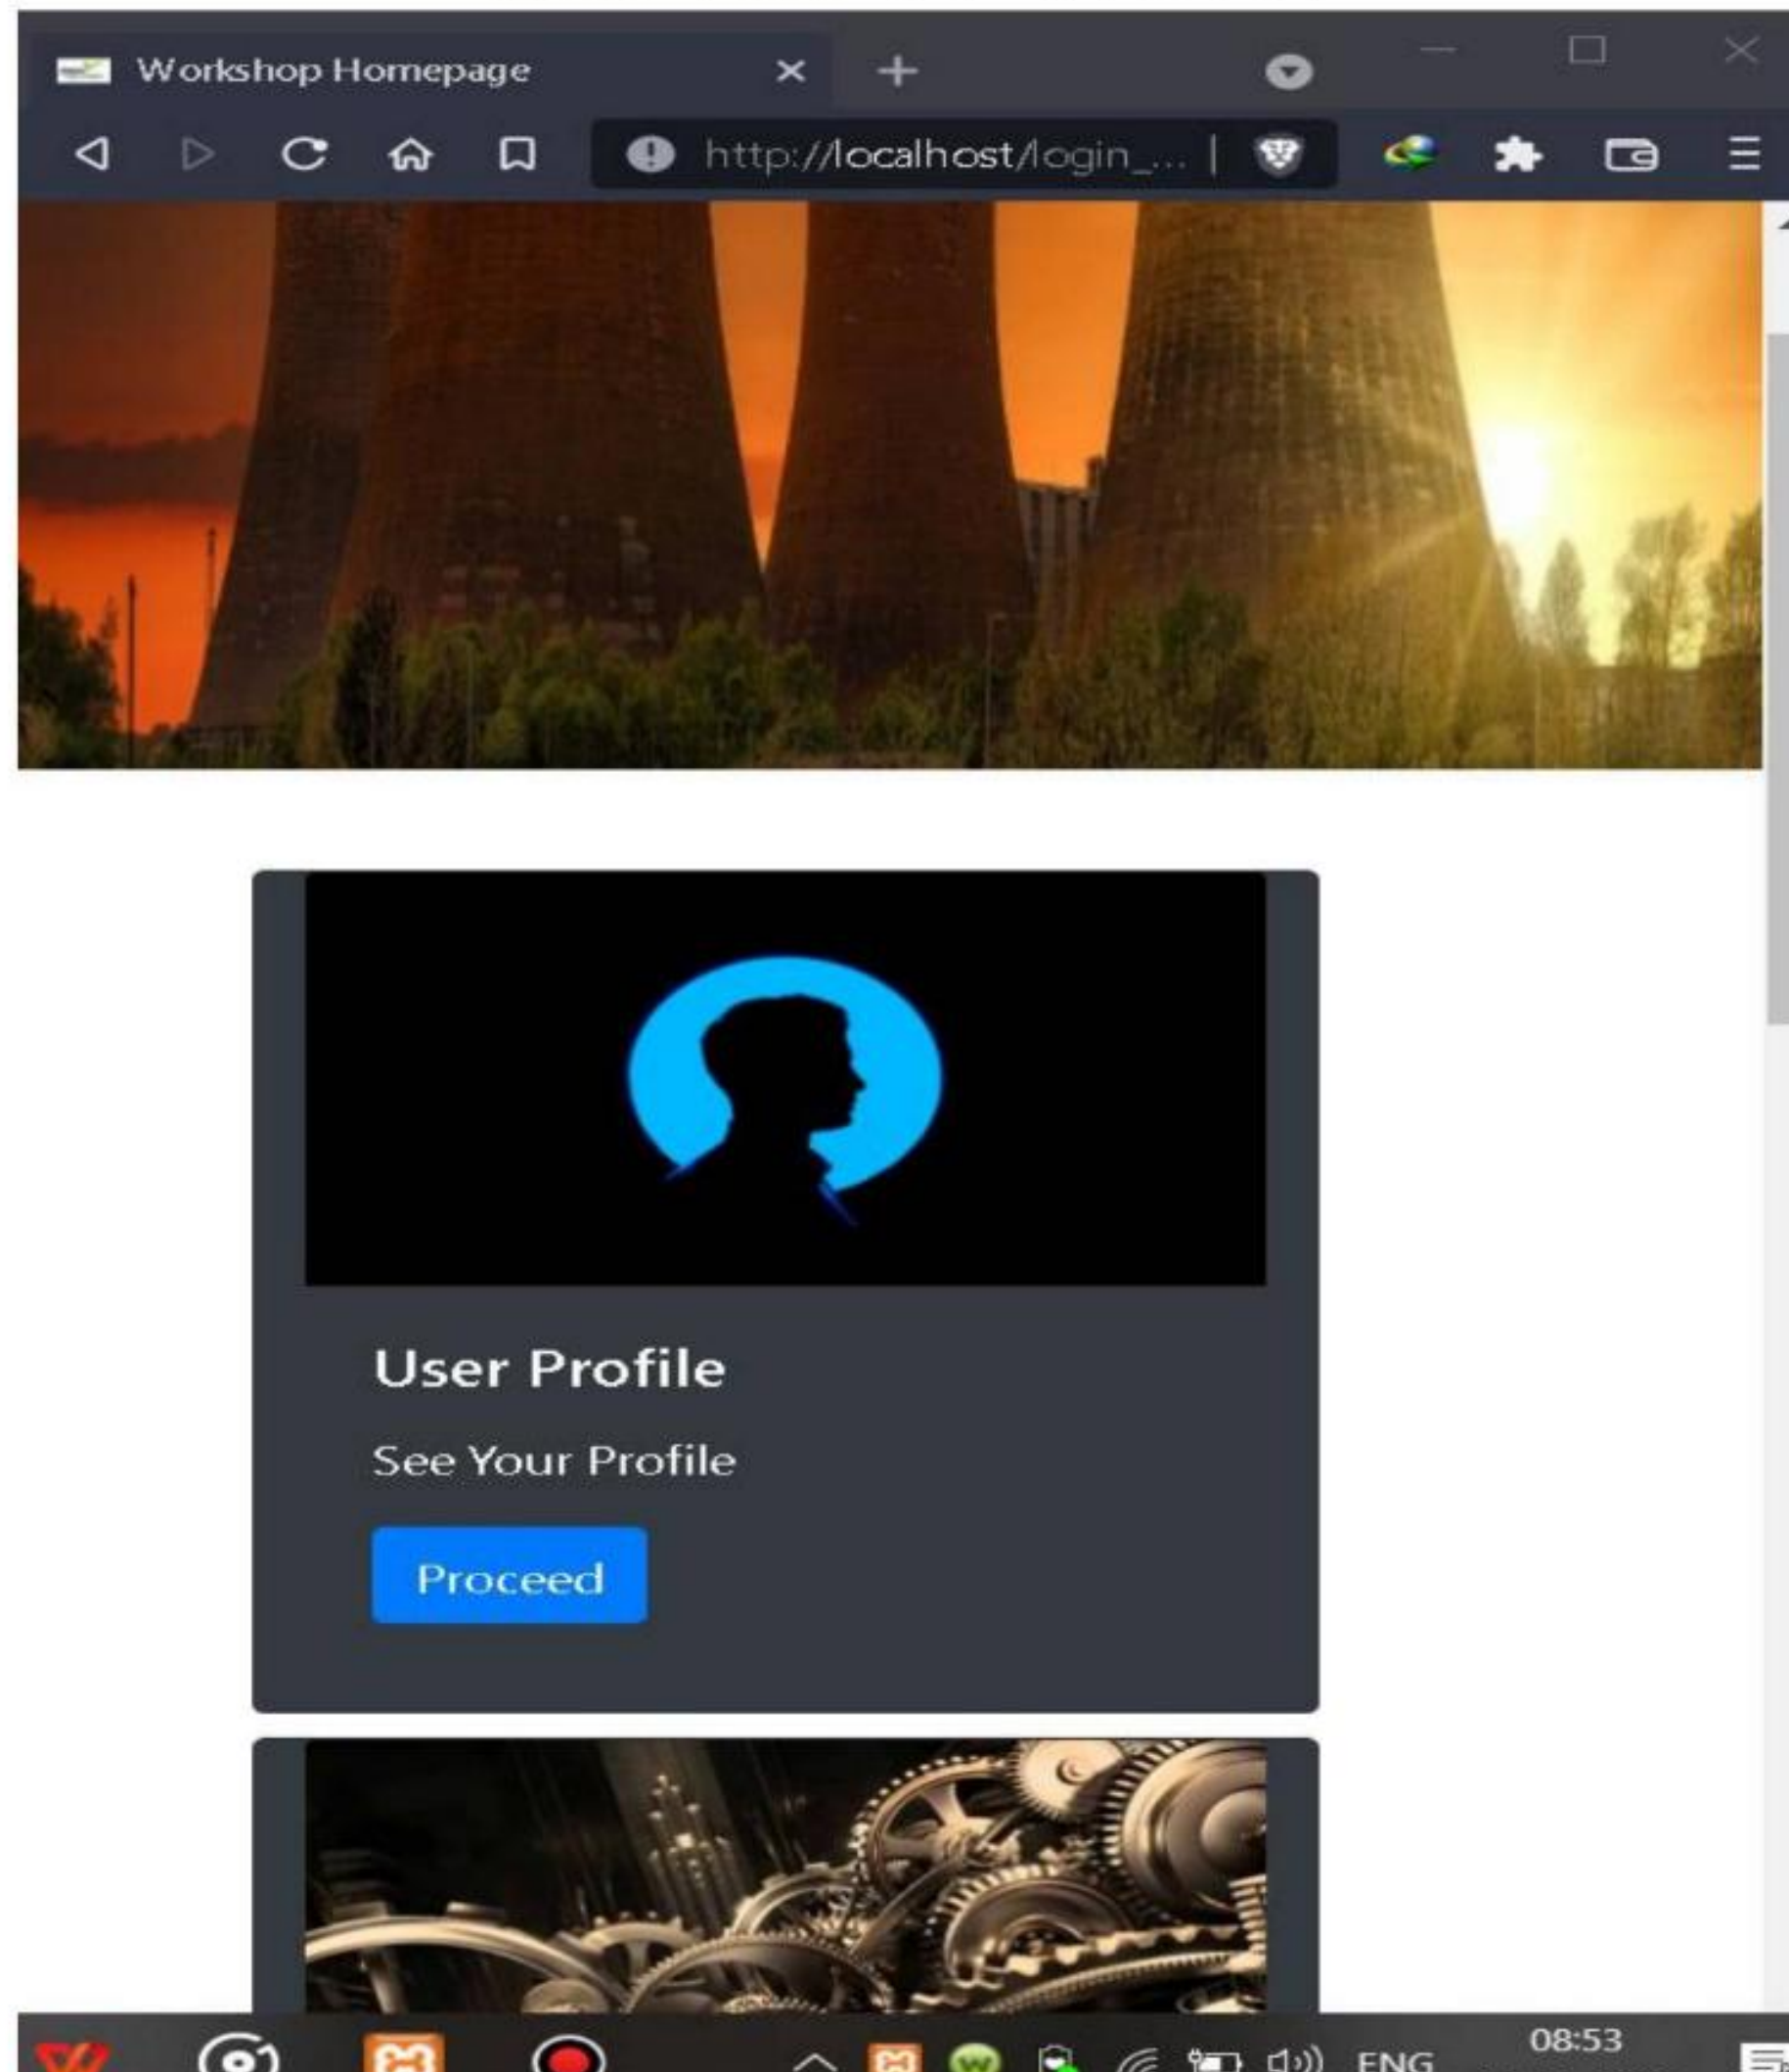 Workshop Homepage
http://localhost/login_...
User Profile
See Your Profile
Proceed
08:53
ENG